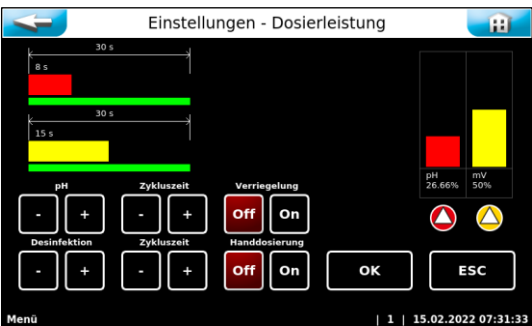 Einstellungen - Dosierleistung
30 s
8 s
30 s
15 s
pH
26.66%
mV
50%
pH Zykluszeit Verriegelung
- + - + Off On
Desinfektion Zykluszeit Handdosierung
- + - + Off On OK ESC
Menü | 1 | 15.02.2022 07:31:33